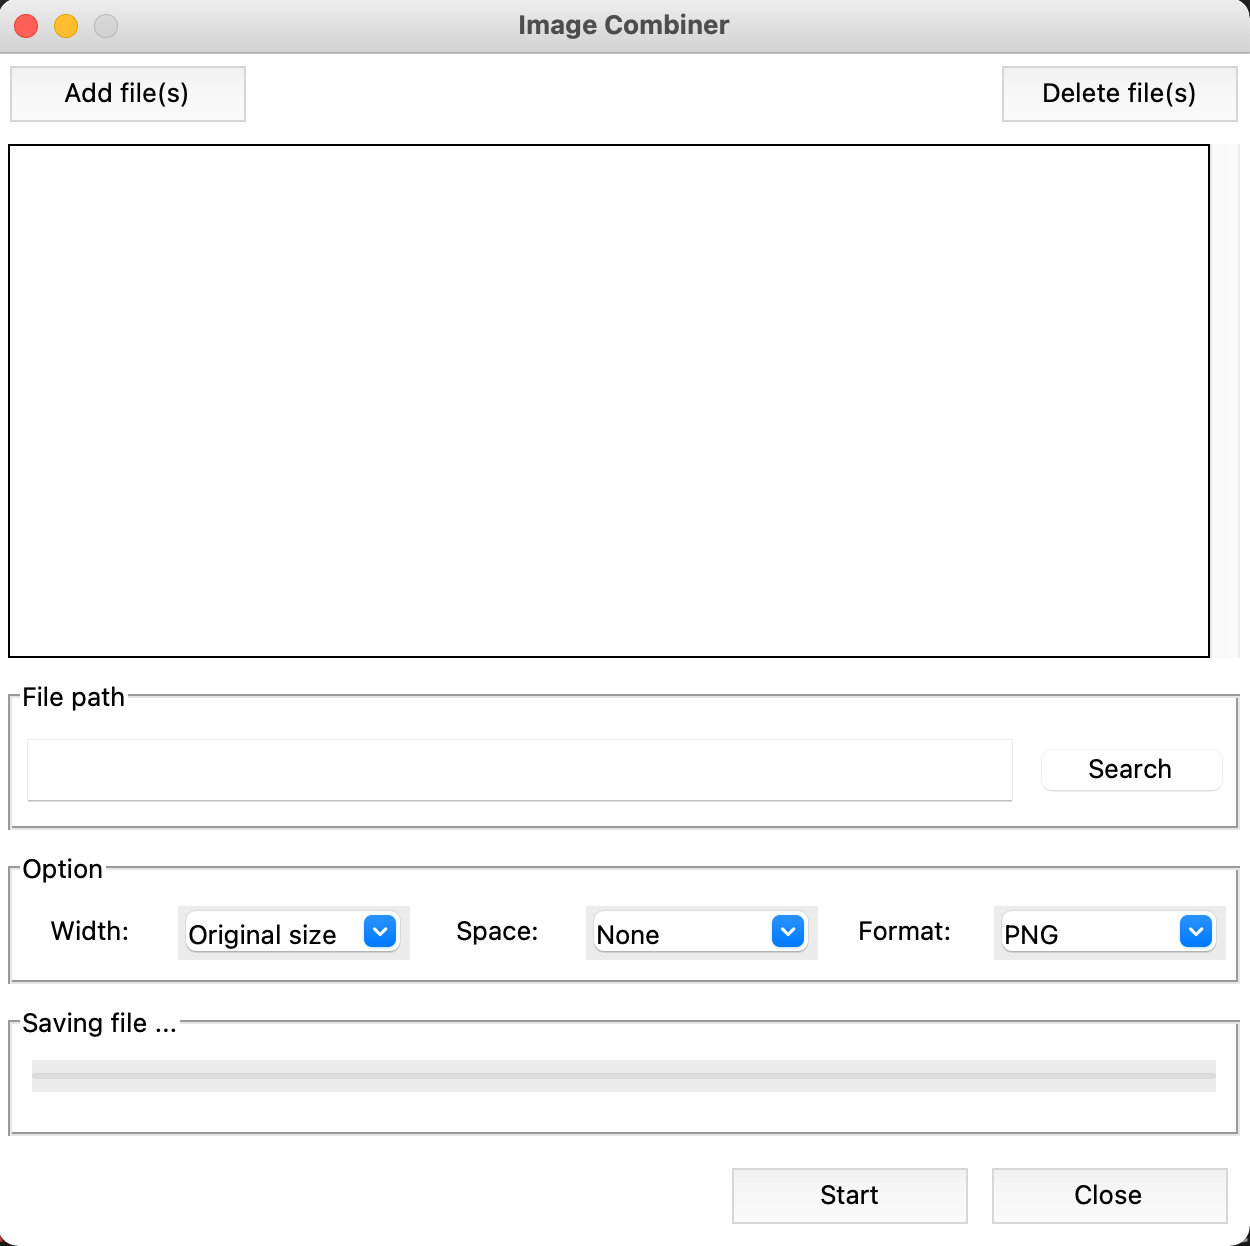 Image Combiner
Add file(s) Delete file(s)
File path
Search
Option
Width: Original size Space: None Format: PNG
Saving file ...
Start Close